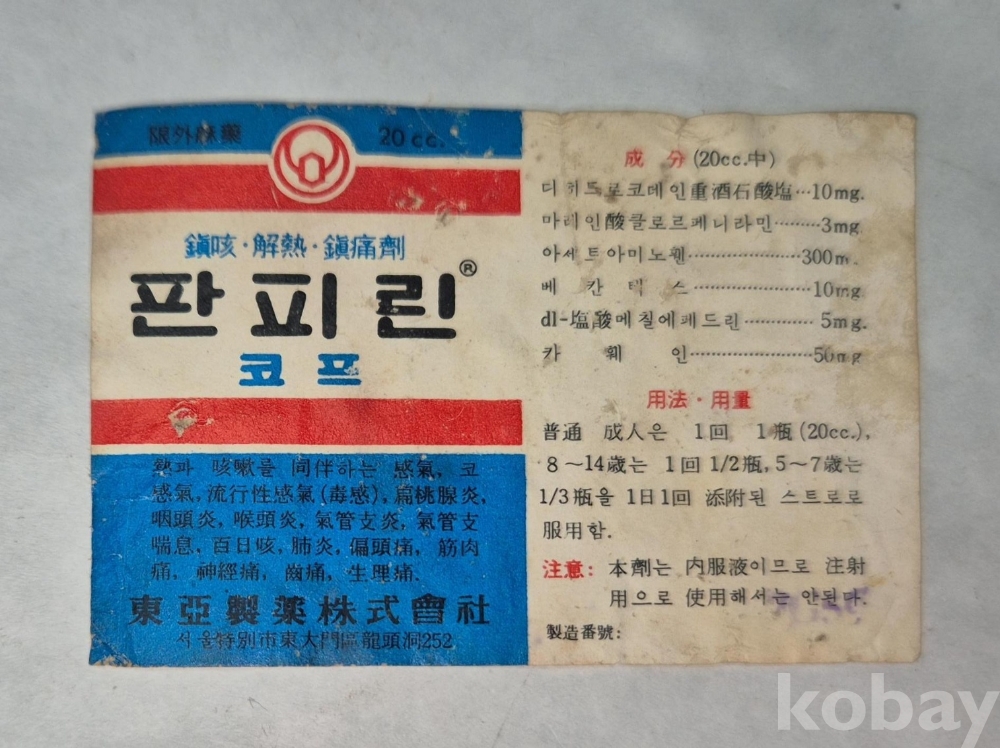 限外麻藥 20cc.
鎭咳·解熱·鎭痛劑
판피린®
코프
熱과 咳嗽를 同伴하는 感氣, 코
感氣, 流行性感氣(毒感), 扁桃腺炎,
咽頭炎, 喉頭炎, 氣管支炎, 氣管支
喘息, 百日咳, 肺炎, 偏頭痛, 筋肉
痛, 神經痛, 齒痛, 生理痛.
東亞製薬株式會社
서울特別市東大門區龍頭洞252
成分(20cc.中)
디히드로코데인重酒石酸塩…10mg.
마레인酸클로르페니라민………3mg
아세트아미노펜…………………300m.
베칸텍스…………………10mg.
dl-塩酸메칠에페드린…………5mg.
카 훼 인…………………50mg
用法·用量
普通 成人은 1回 1瓶(20cc.),
8~14歳는 1回 1/2瓶, 5~7歳는
1/3瓶을 1日1回 添附된 스트로로
服用함.
注意: 本劑는 内服液이므로 注射
用으로 使用해서는 안된다.
製造番號:
kobay